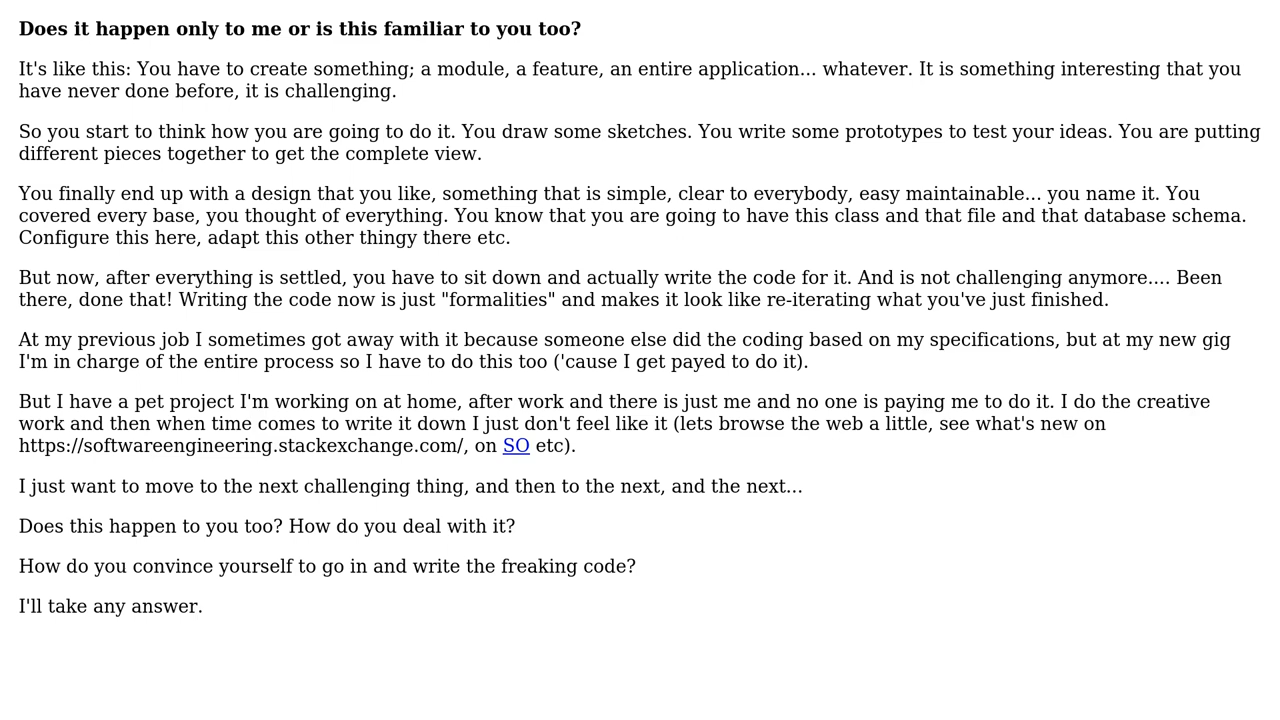 Does it happen only to me or is this familiar to you too?
It's like this: You have to create something; a module, a feature, an entire application... whatever. It is something interesting that you
have never done before, it is challenging.
So you start to think how you are going to do it. You draw some sketches. You write some prototypes to test your ideas. You are putting
different pieces together to get the complete view.
You finally end up with a design that you like, something that is simple, clear to everybody, easy maintainable... you name it. You
covered every base, you thought of everything. You know that you are going to have this class and that file and that database schema.
Configure this here, adapt this other thingy there etc.
But now, after everything is settled, you have to sit down and actually write the code for it. And is not challenging anymore.... Been
there, done that! Writing the code now is just "formalities" and makes it look like re-iterating what you've just finished.
At my previous job I sometimes got away with it because someone else did the coding based on my specifications, but at my new gig
I'm in charge of the entire process so I have to do this too ('cause I get payed to do it).
But I have a pet project I'm working on at home, after work and there is just me and no one is paying me to do it. I do the creative
work and then when time comes to write it down I just don't feel like it (lets browse the web a little, see what's new on
https://softwareengineering.stackexchange.com/, on SO etc).
I just want to move to the next challenging thing, and then to the next, and the next...
Does this happen to you too? How do you deal with it?
How do you convince yourself to go in and write the freaking code?
I'll take any answer.